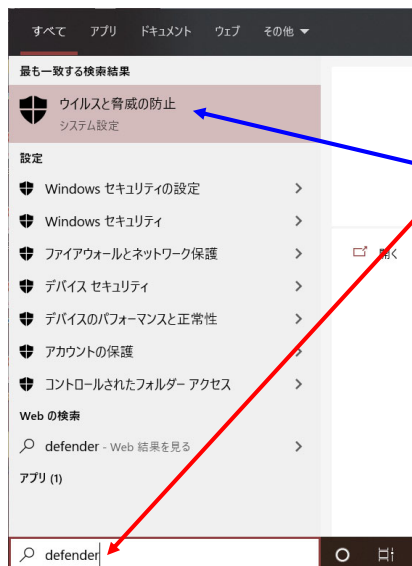 すべて アプリ ドキュメント ウェブ その他
最も一致する検索結果
ウイルスと脅威の防止
システム設定
設定
Windows セキュリティの設定
Windows セキュリティ
ファイアウォールとネットワーク保護
開く
デバイス セキュリティ
デバイスのパフォーマンスと正常性
アカウントの保護
コントロールされたフォルダー アクセス
Web の検索
defender - Web 結果を見る
アプリ (1)
defender